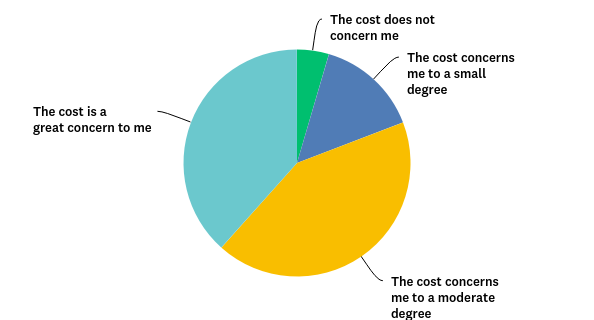 The cost does not
concern me
The cost concerns
me to a small
degree
The cost is a
great concern to me
The cost concerns
me to a moderate
degree